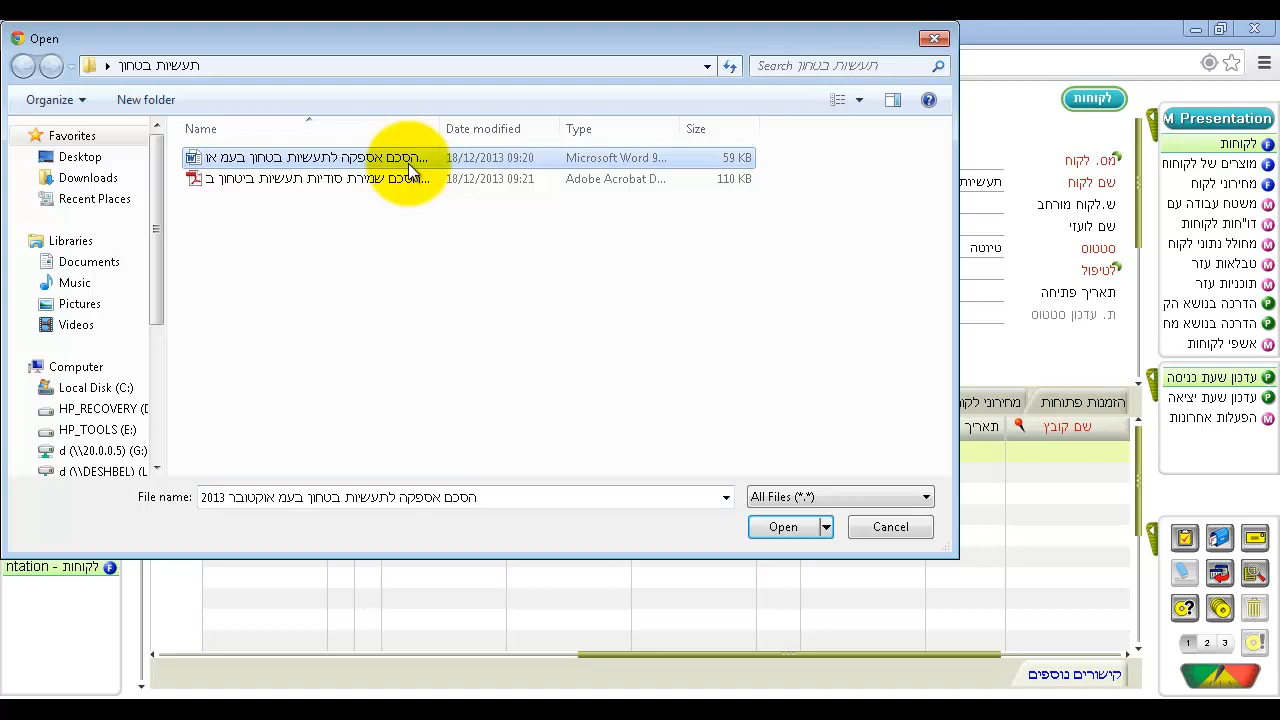 Open
תעשיות בטחון
Search תעשיות בטחון
Organize
New folder
Favorites
Desktop
Downloads
Recent Places
Libraries
Documents
Music
Pictures
Videos
Computer
Local Disk (C:)
HP_RECOVERY (D
HP_TOOLS (E:)
d (\\20.0.0.5) (G:)
d (\\DESHBEL) (M
Name
Date modified
Type
Size
הסכם אספקה לתעשיות בטחון בעמ או...
18/12/2013 09:20
Microsoft Word 9...
59 KB
הסכם שמירת סודיות תעשיות ביטחון ב...
18/12/2013 09:21
Adobe Acrobat D...
110 KB
File name:
הסכם אספקה לתעשיות בטחון בעמ אוקטובר 2013
All Files (*.*)
Open
Cancel
לקוחות
מס. לקוח
שם לקוח
תעשיות
ש.לקוח מורחב
שם לועזי
סטטוס
טיוטה
לטיפול
תאריך פתיחה
ת. עדכון סטטוס
הזמנות פתוחות
מחירוני לקוח
שם קובץ
תאריך
M Presentation
לקוחות
מוצרים של לקוחות
מחירוני לקוח
משטח עבודה עם
דו"חות לקוחות
מחולל נתוני לקוח
טבלאות עזר
תוכניות עזר
הדרכה בנושא הק
הדרכה בנושא מח
אשפי לקוחות
עדכון שעת כניסה
עדכון שעת יציאה
הפעלות אחרונות
1 2 3
לקוחות - ntation
קישורים נוספים